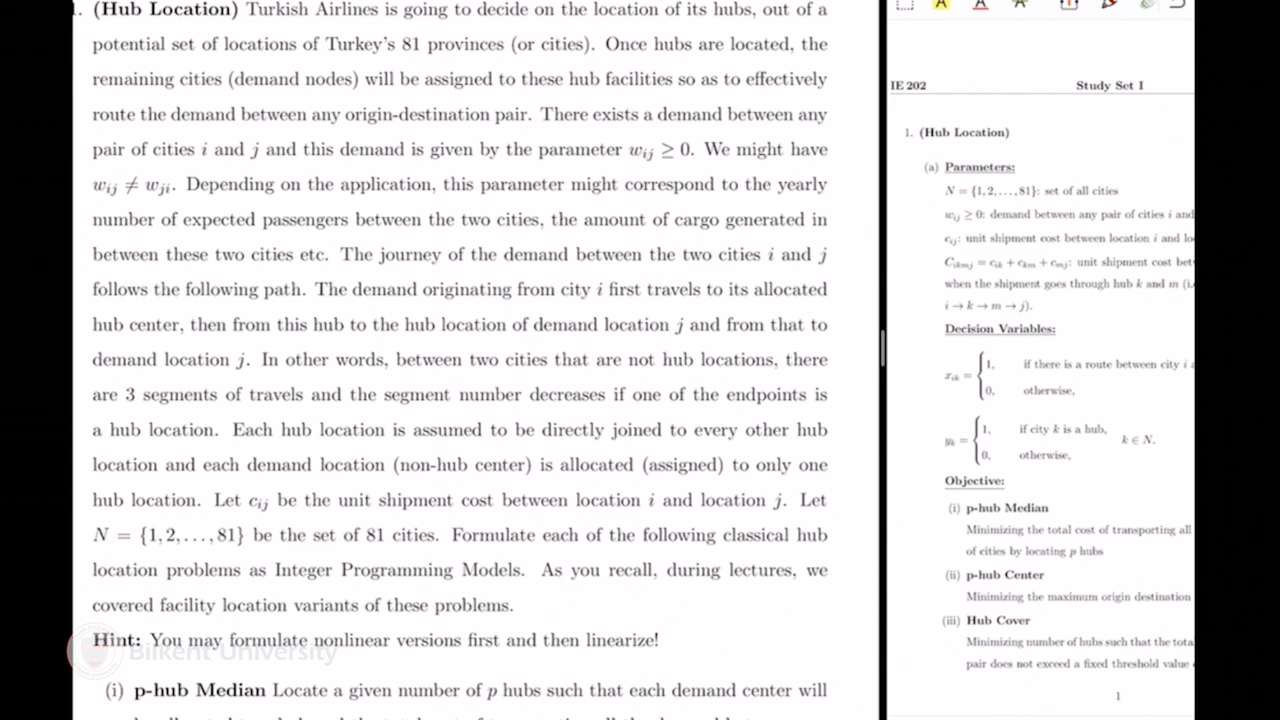 1. (Hub Location) Turkish Airlines is going to decide on the location of its hubs, out of a
potential set of locations of Turkey's 81 provinces (or cities). Once hubs are located, the
remaining cities (demand nodes) will be assigned to these hub facilities so as to effectively
route the demand between any origin-destination pair. There exists a demand between any
pair of cities i and j and this demand is given by the parameter wij ≥ 0. We might have
wij ≠ wji. Depending on the application, this parameter might correspond to the yearly
number of expected passengers between the two cities, the amount of cargo generated in
between these two cities etc. The journey of the demand between the two cities i and j
follows the following path. The demand originating from city i first travels to its allocated
hub center, then from this hub to the hub location of demand location j and from that to
demand location j. In other words, between two cities that are not hub locations, there
are 3 segments of travels and the segment number decreases if one of the endpoints is
a hub location. Each hub location is assumed to be directly joined to every other hub
location and each demand location (non-hub center) is allocated (assigned) to only one
hub location. Let cij be the unit shipment cost between location i and location j. Let
N = {1, 2, . . . , 81} be the set of 81 cities. Formulate each of the following classical hub
location problems as Integer Programming Models. As you recall, during lectures, we
covered facility location variants of these problems.
Hint: You may formulate nonlinear versions first and then linearize!
Bilkent University
(i) p-hub Median Locate a given number of p hubs such that each demand center will
IE 202 Study Set I
1. (Hub Location)
(a) Parameters:
N = {1, 2, . . . , 81}: set of all cities
wij ≥ 0: demand between any pair of cities i and
cij: unit shipment cost between location i and lo
Cikmj = cik + ckm + cmj: unit shipment cost bet
when the shipment goes through hub k and m (i.
i → k → m → j).
Decision Variables:
xik = { 1, if there is a route between city i
0, otherwise,
yk = { 1, if city k is a hub, k ∈ N.
0, otherwise,
Objective:
(i) p-hub Median
Minimizing the total cost of transporting all
of cities by locating p hubs
(ii) p-hub Center
Minimizing the maximum origin destination
(iii) Hub Cover
Minimizing number of hubs such that the tota
pair does not exceed a fixed threshold value
1